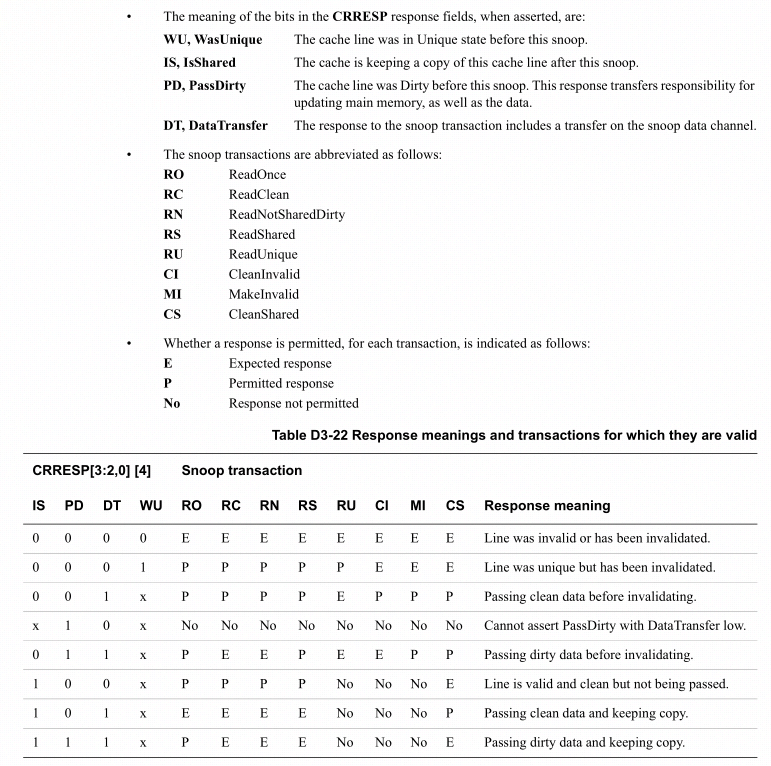 • The meaning of the bits in the CRRESP response fields, when asserted, are:
WU, WasUnique The cache line was in Unique state before this snoop.
IS, IsShared The cache is keeping a copy of this cache line after this snoop.
PD, PassDirty The cache line was Dirty before this snoop. This response transfers responsibility for
updating main memory, as well as the data.
DT, DataTransfer The response to the snoop transaction includes a transfer on the snoop data channel.
• The snoop transactions are abbreviated as follows:
RO ReadOnce
RC ReadClean
RN ReadNotSharedDirty
RS ReadShared
RU ReadUnique
CI CleanInvalid
MI MakeInvalid
CS CleanShared
• Whether a response is permitted, for each transaction, is indicated as follows:
E Expected response
P Permitted response
No Response not permitted
Table D3-22 Response meanings and transactions for which they are valid
CRRESP[3:2,0] [4] Snoop transaction
IS PD DT WU RO RC RN RS RU CI MI CS Response meaning
0 0 0 0 E E E E E E E E Line was invalid or has been invalidated.
0 0 0 1 P P P P P E E E Line was unique but has been invalidated.
0 0 1 x P P P P E P P P Passing clean data before invalidating.
x 1 0 x No No No No No No No No Cannot assert PassDirty with DataTransfer low.
0 1 1 x P E E P E E P P Passing dirty data before invalidating.
1 0 0 x P P P P No No No E Line is valid and clean but not being passed.
1 0 1 x E E E E No No No P Passing clean data and keeping copy.
1 1 1 x P E E E No No No E Passing dirty data and keeping copy.